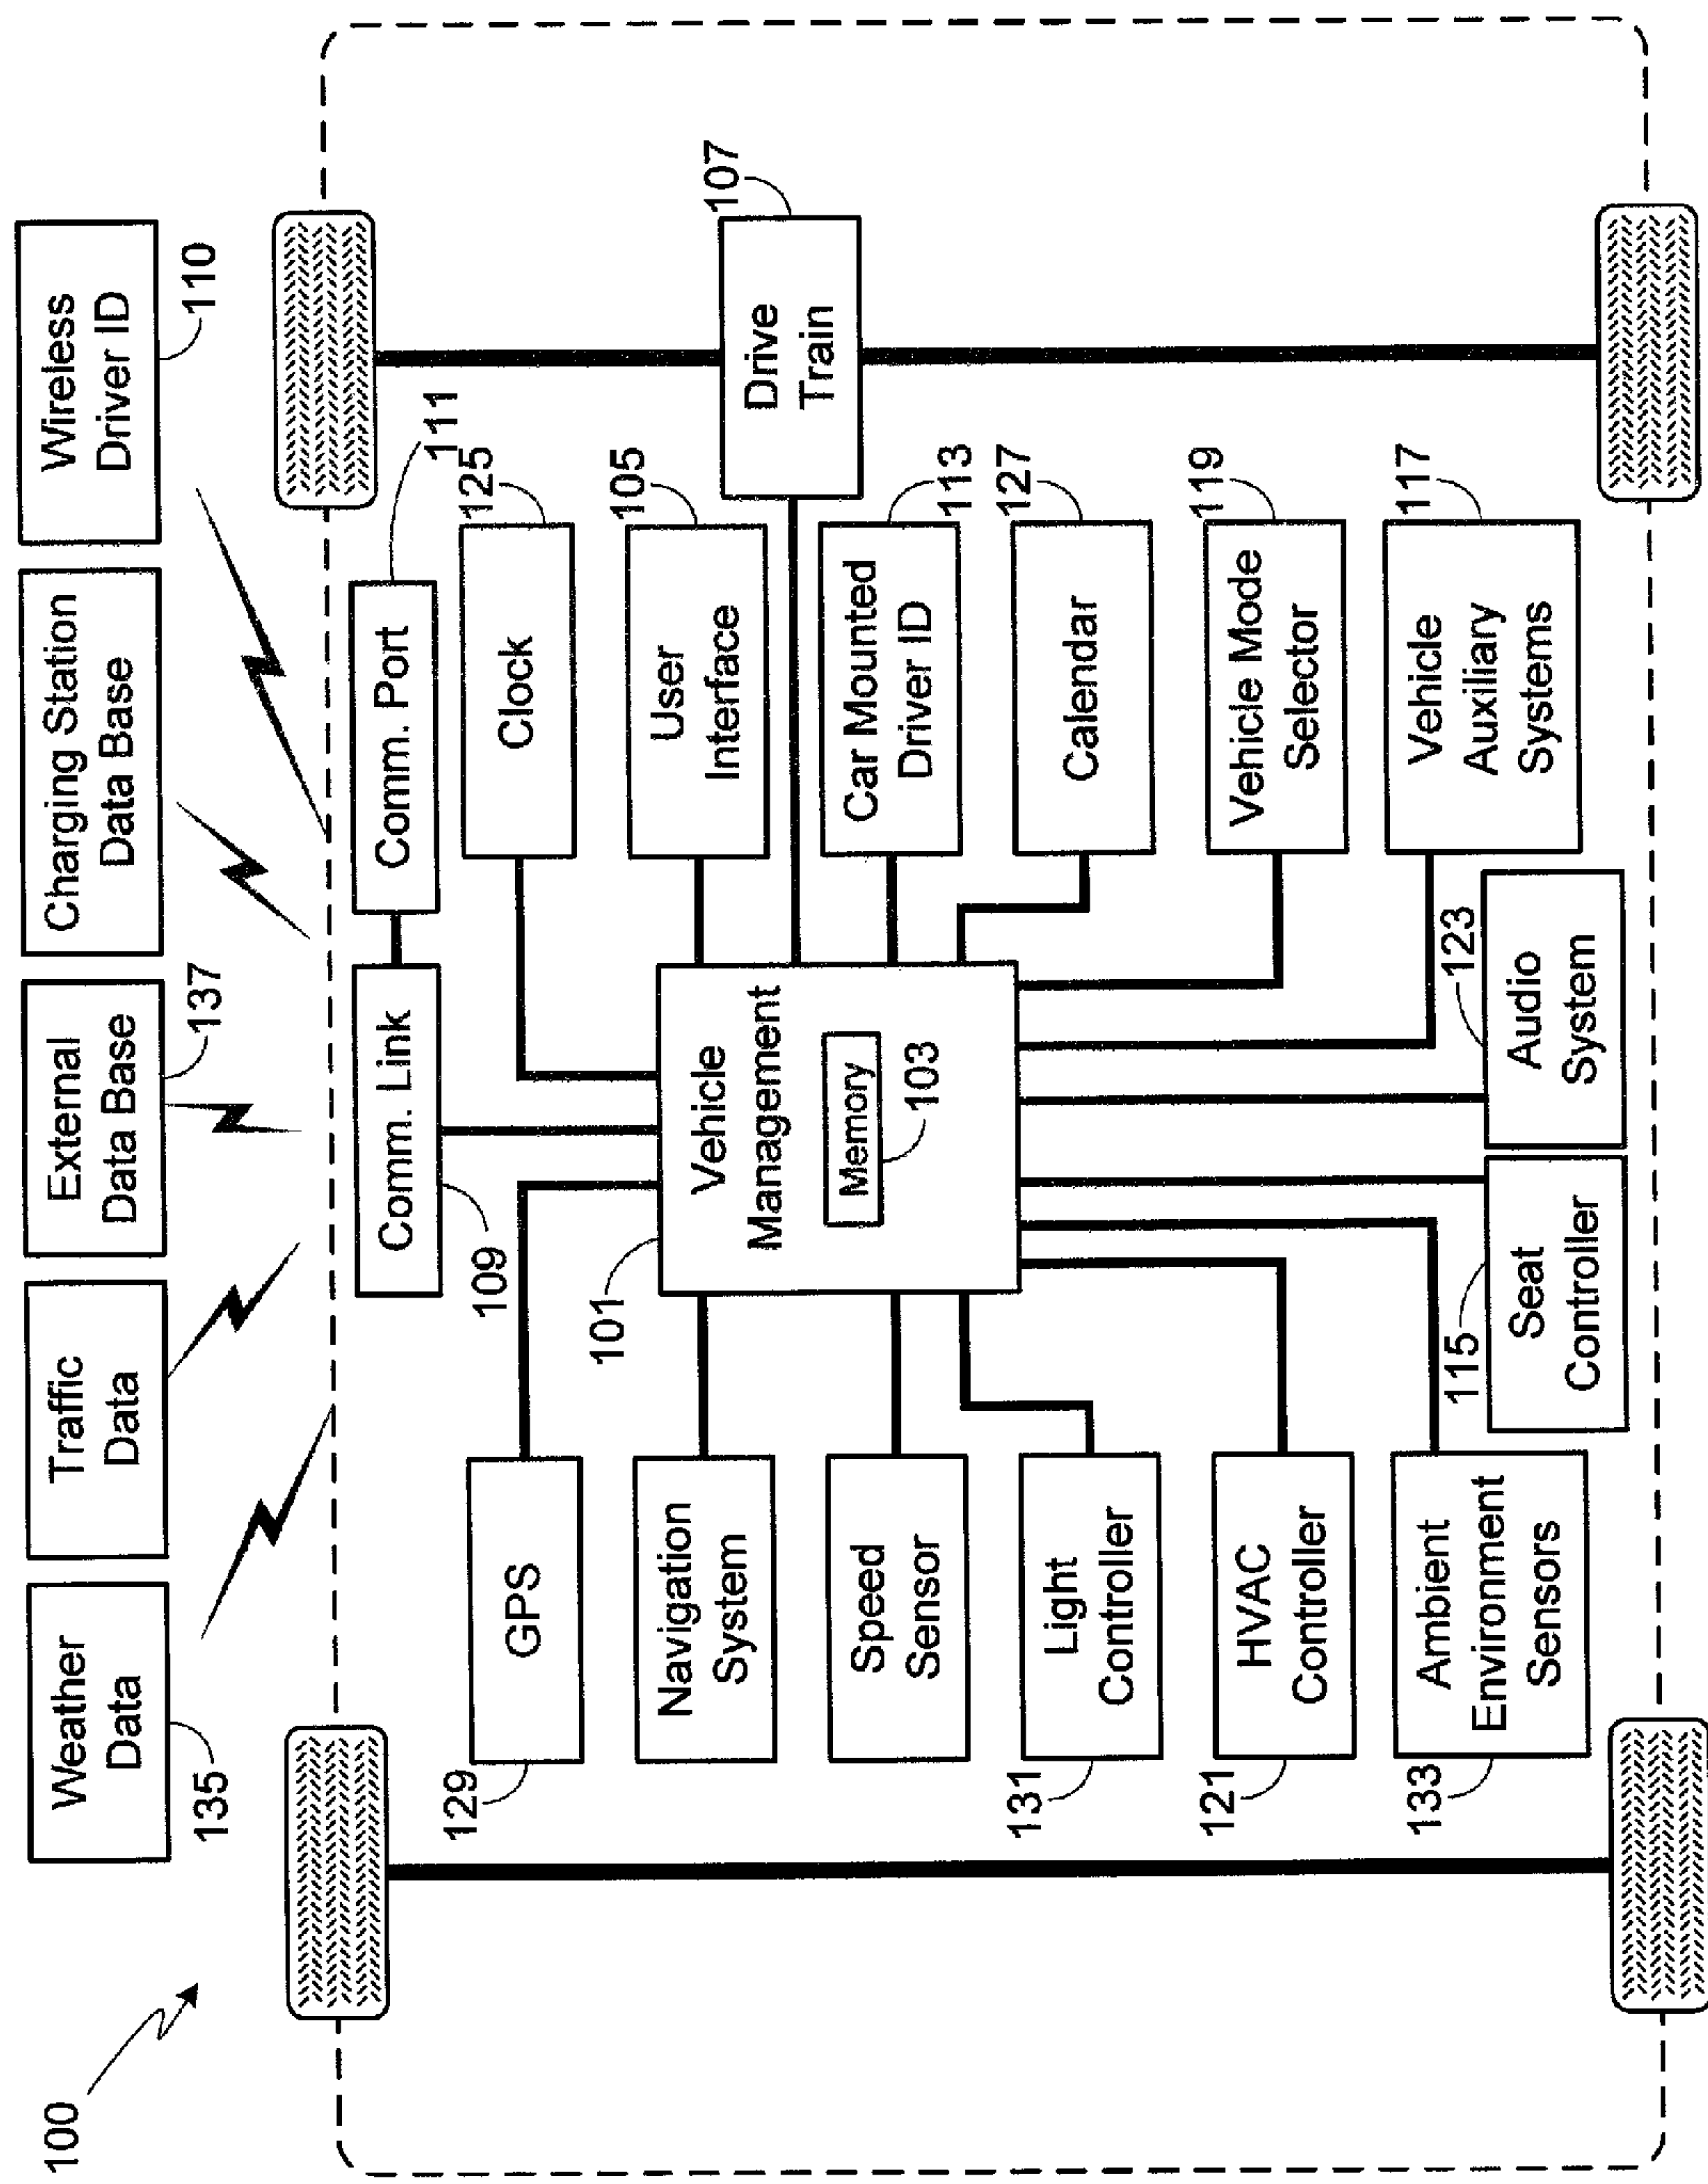 100
Weather
Data
135
Traffic
Data
External
Data Base
137
Charging Station
Data Base
Wireless
Driver ID
110
Comm. Link
109
Comm. Port
111
GPS
129
Navigation
System
Speed
Sensor
Light
Controller
131
HVAC
Controller
121
Ambient
Environment
Sensors
133
101
Vehicle
Management
Memory
103
Seat
Controller
115
Audio
System
123
Clock
125
User
Interface
105
Drive
Train
107
Car Mounted
Driver ID
113
Calendar
127
Vehicle Mode
Selector
119
Vehicle
Auxiliary
Systems
117